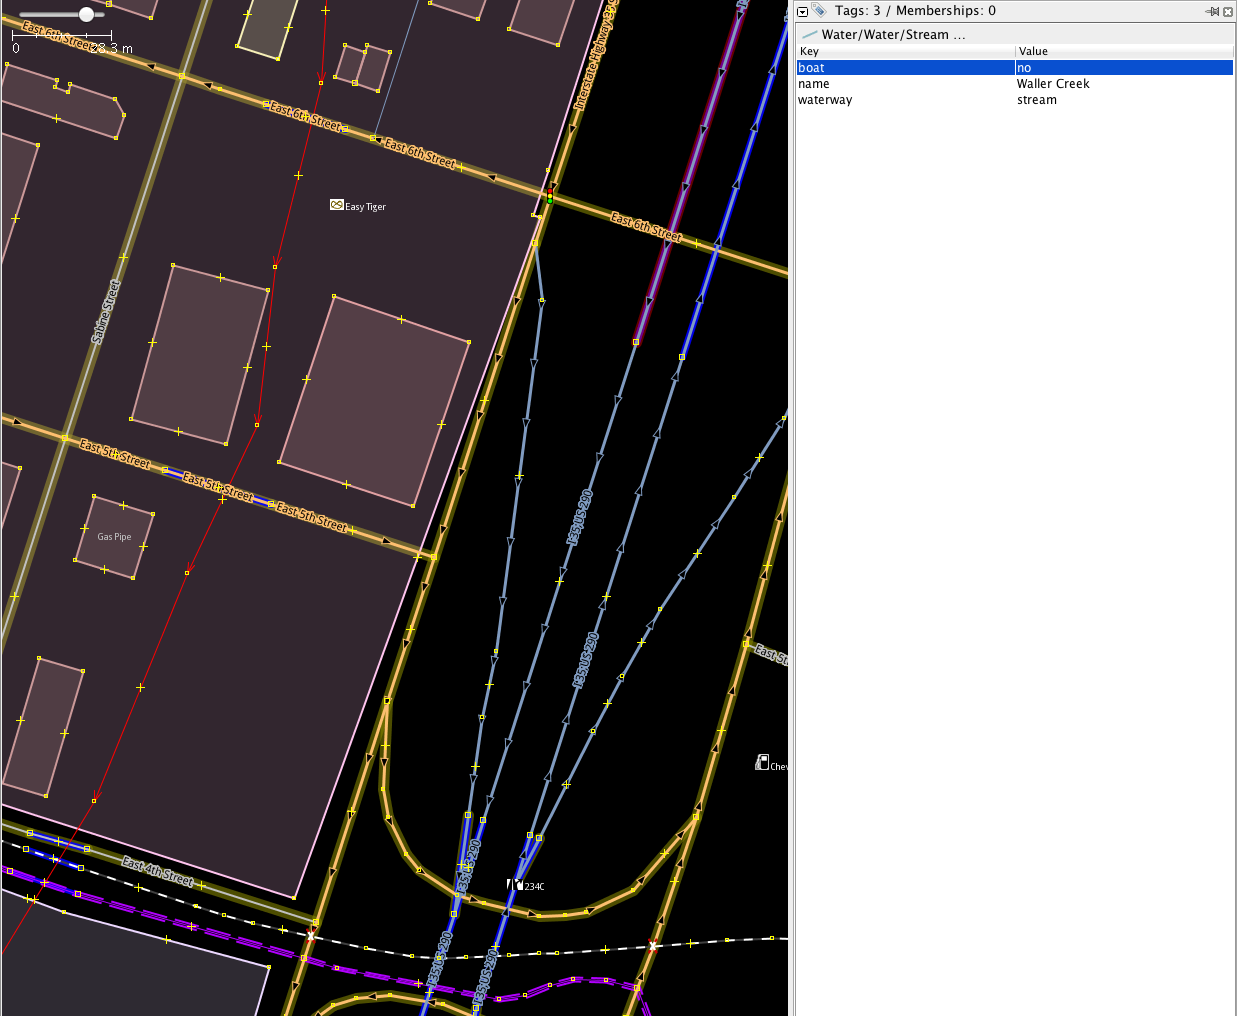 Tags: 3 / Memberships: 0
Water/Water/Stream ...
Key Value
boat no
name Waller Creek
waterway stream
0 28.3 m
East 6th Street
East 6th Street
East 6th Street
East 6th Street
Interstate Highway 35
Easy Tiger
Sabine Street
East 5th Street
East 5th Street
East 5th Street
Gas Pipe
I 35;US 290
I 35;US 290
East 5t
Chev
East 4th Street
I 35;US 290
234C
I 35;US 290
I 35;US 290